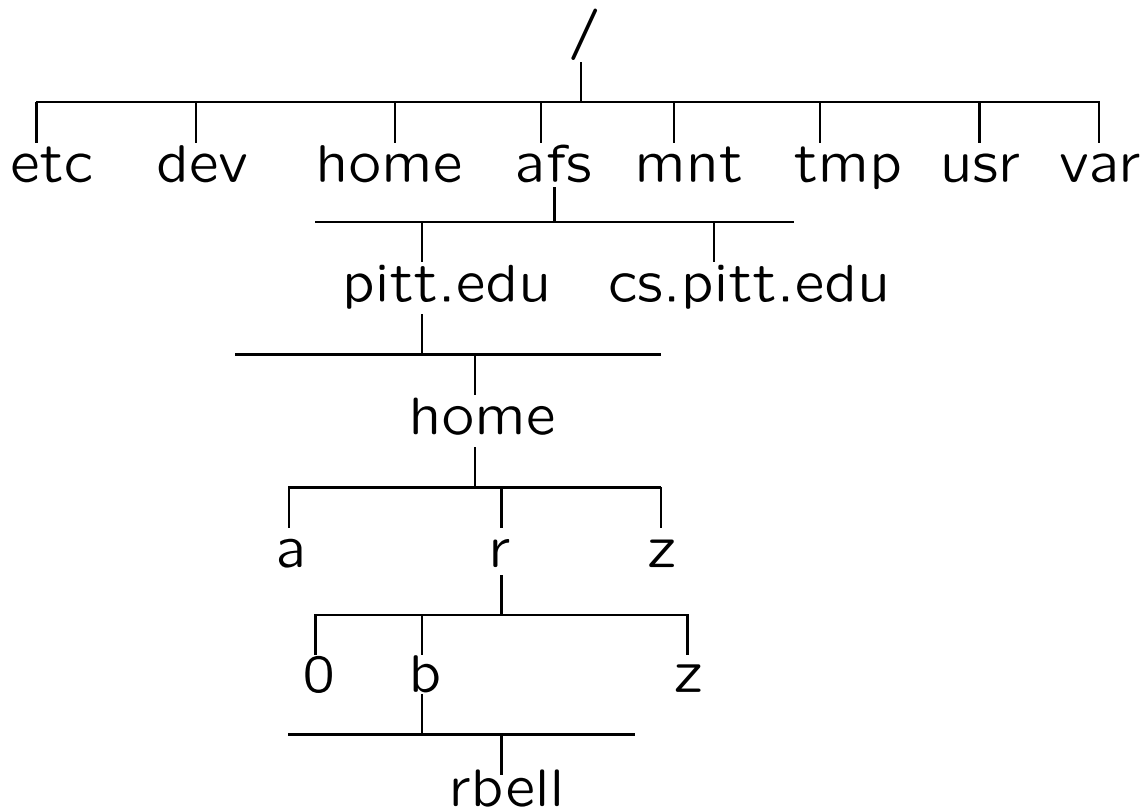 /
etc dev home afs mnt tmp usr var
pitt.edu cs.pitt.edu
home
a r z
0 b z
rbell